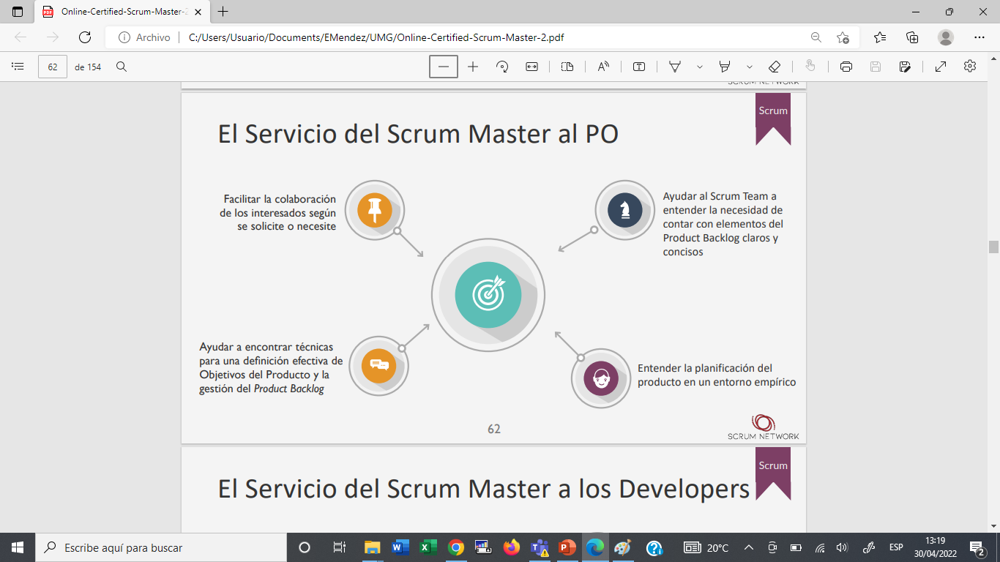 Online-Certified-Scrum-Master-2
Archivo
C:/Users/Usuario/Documents/EMendez/UMG/Online-Certified-Scrum-Master-2.pdf
62
de 154
SCRUM NETWORK
Scrum
El Servicio del Scrum Master al PO
Facilitar la colaboración
de los interesados según
se solicite o necesite
Ayudar al Scrum Team a
entender la necesidad de
contar con elementos del
Product Backlog claros y
concisos
Ayudar a encontrar técnicas
para una definición efectiva de
Objetivos del Producto y la
gestión del Product Backlog
Entender la planificación del
producto en un entorno empírico
62
SCRUM NETWORK
Scrum
El Servicio del Scrum Master a los Developers
Escribe aquí para buscar
20°C
ESP
13:19
30/04/2022
2